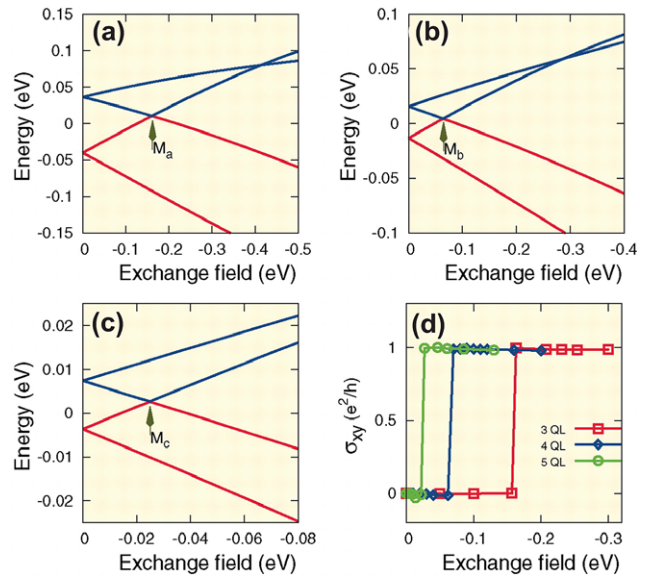 (a)
0.15
0.1
0.05
0
-0.05
-0.1
-0.15
Energy (eV)
Ma
0 -0.1 -0.2 -0.3 -0.4 -0.5
Exchange field (eV)
(b)
0.1
0.05
0
-0.05
-0.1
Energy (eV)
Mb
0 -0.1 -0.2 -0.3 -0.4
Exchange field (eV)
(c)
0.02
0.01
0
-0.01
-0.02
Energy (eV)
Mc
0 -0.02 -0.04 -0.06 -0.08
Exchange field (eV)
(d)
1
0.5
0
σxy (e²/h)
3 QL
4 QL
5 QL
0 -0.1 -0.2 -0.3
Exchange field (eV)